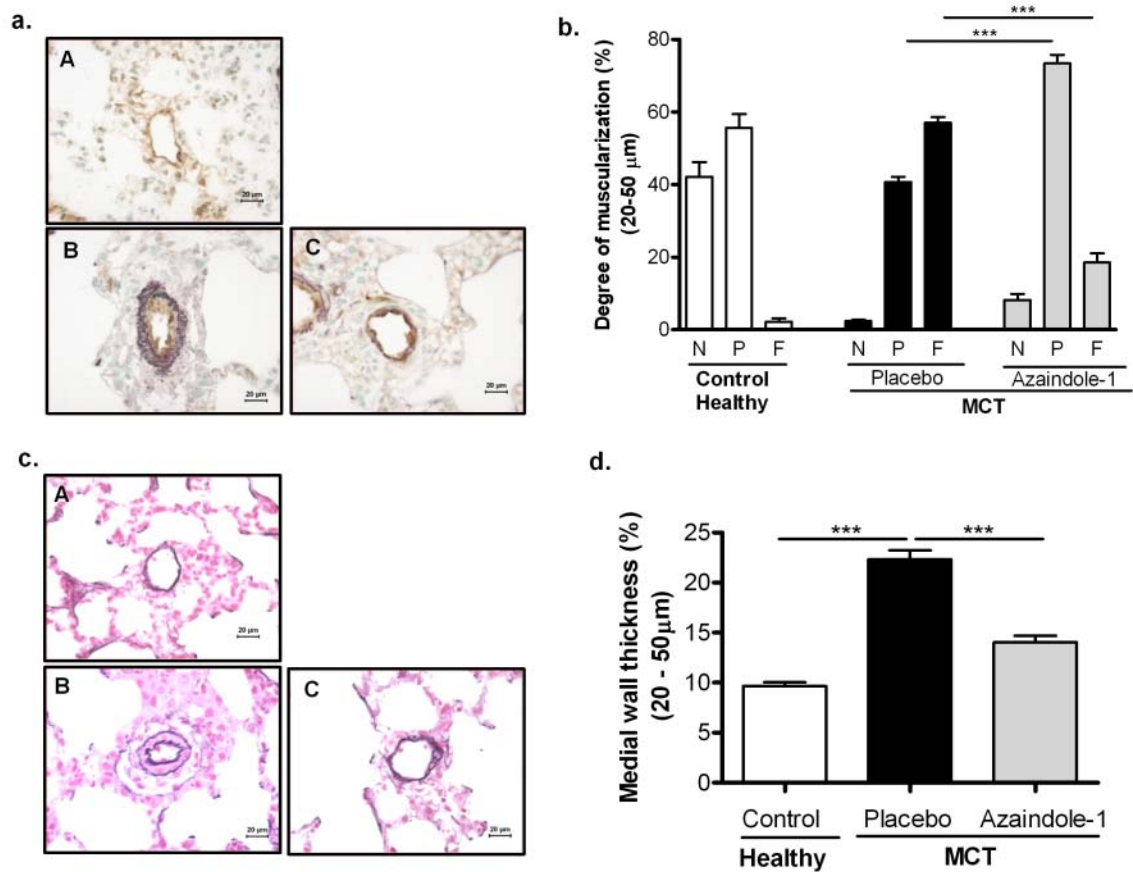 a.
A
20 µm
B
20 µm
C
20 µm
b.
Degree of muscularization (%)
(20-50 µm)
80
60
40
20
0
***
***
N P F N P F N P F
Control
Healthy
Placebo
Azaindole-1
MCT
c.
A
20 µm
B
20 µm
C
20 µm
d.
Medial wall thickness (%)
(20 - 50µm)
25
20
15
10
5
0
***
***
Control Placebo Azaindole-1
Healthy MCT